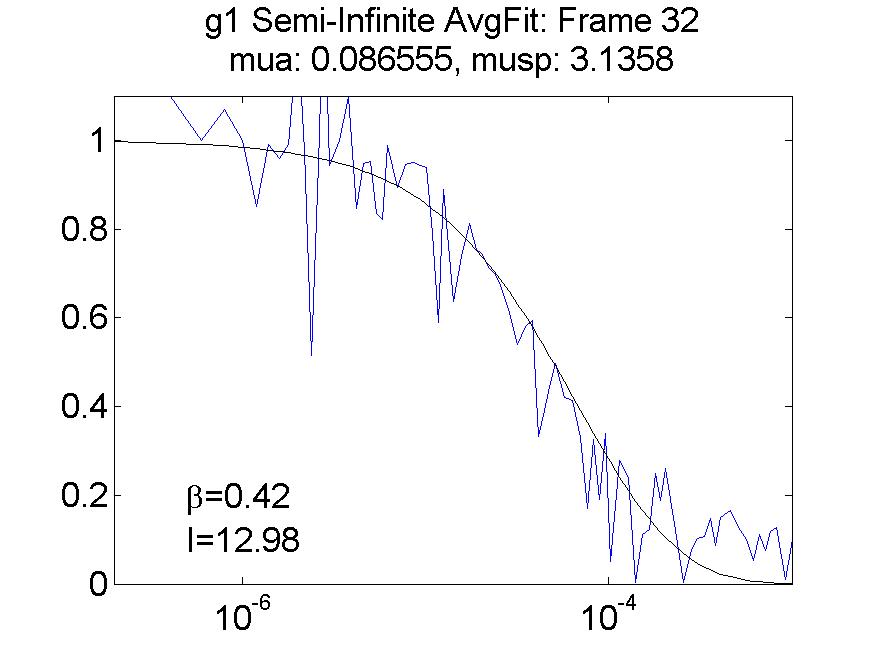 g1 Semi-Infinite AvgFit: Frame 32
mua: 0.086555, musp: 3.1358
1
0.8
0.6
0.4
0.2
0
β=0.42
I=12.98
10^-6
10^-4